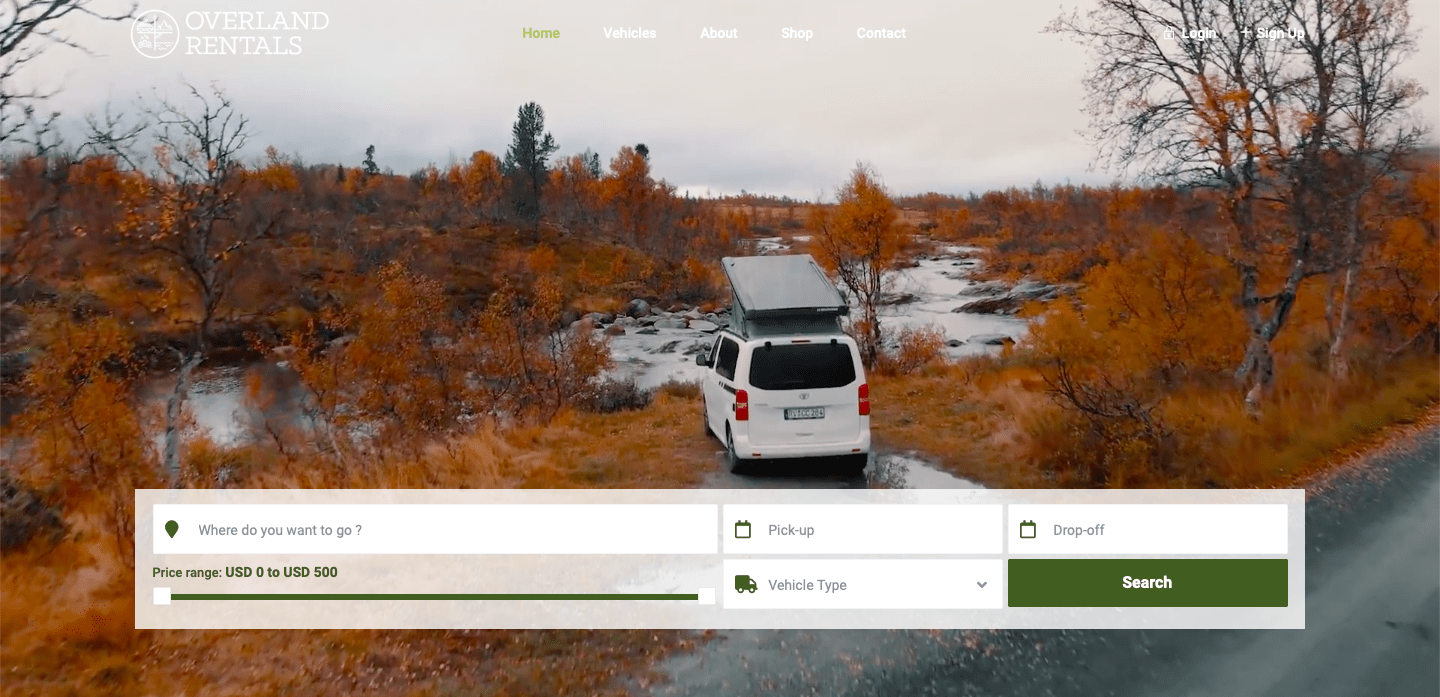 OVERLAND
RENTALS
Home Vehicles About Shop Contact Login Sign Up
Where do you want to go ? Pick-up Drop-off
Price range: USD 0 to USD 500
Vehicle Type Search